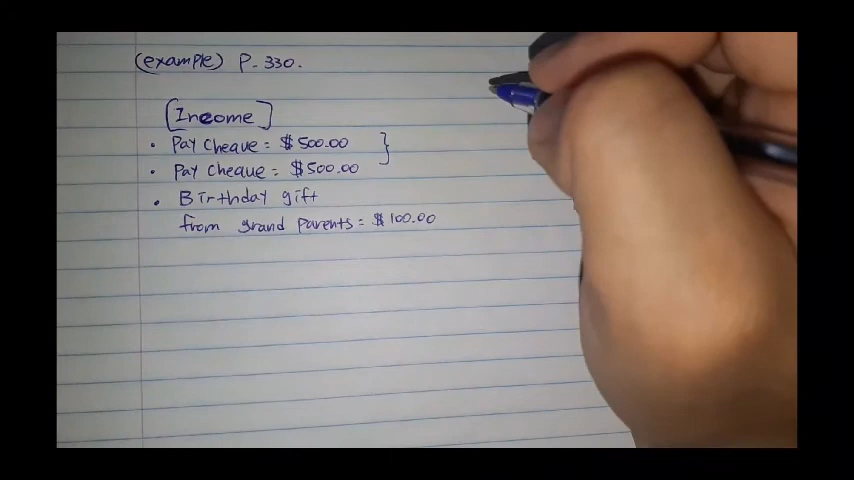 (example) P. 330.
[Income]
• Pay cheque = $500.00 }
• Pay cheque = $500.00
• Birthday gift
from grand parents = $100.00